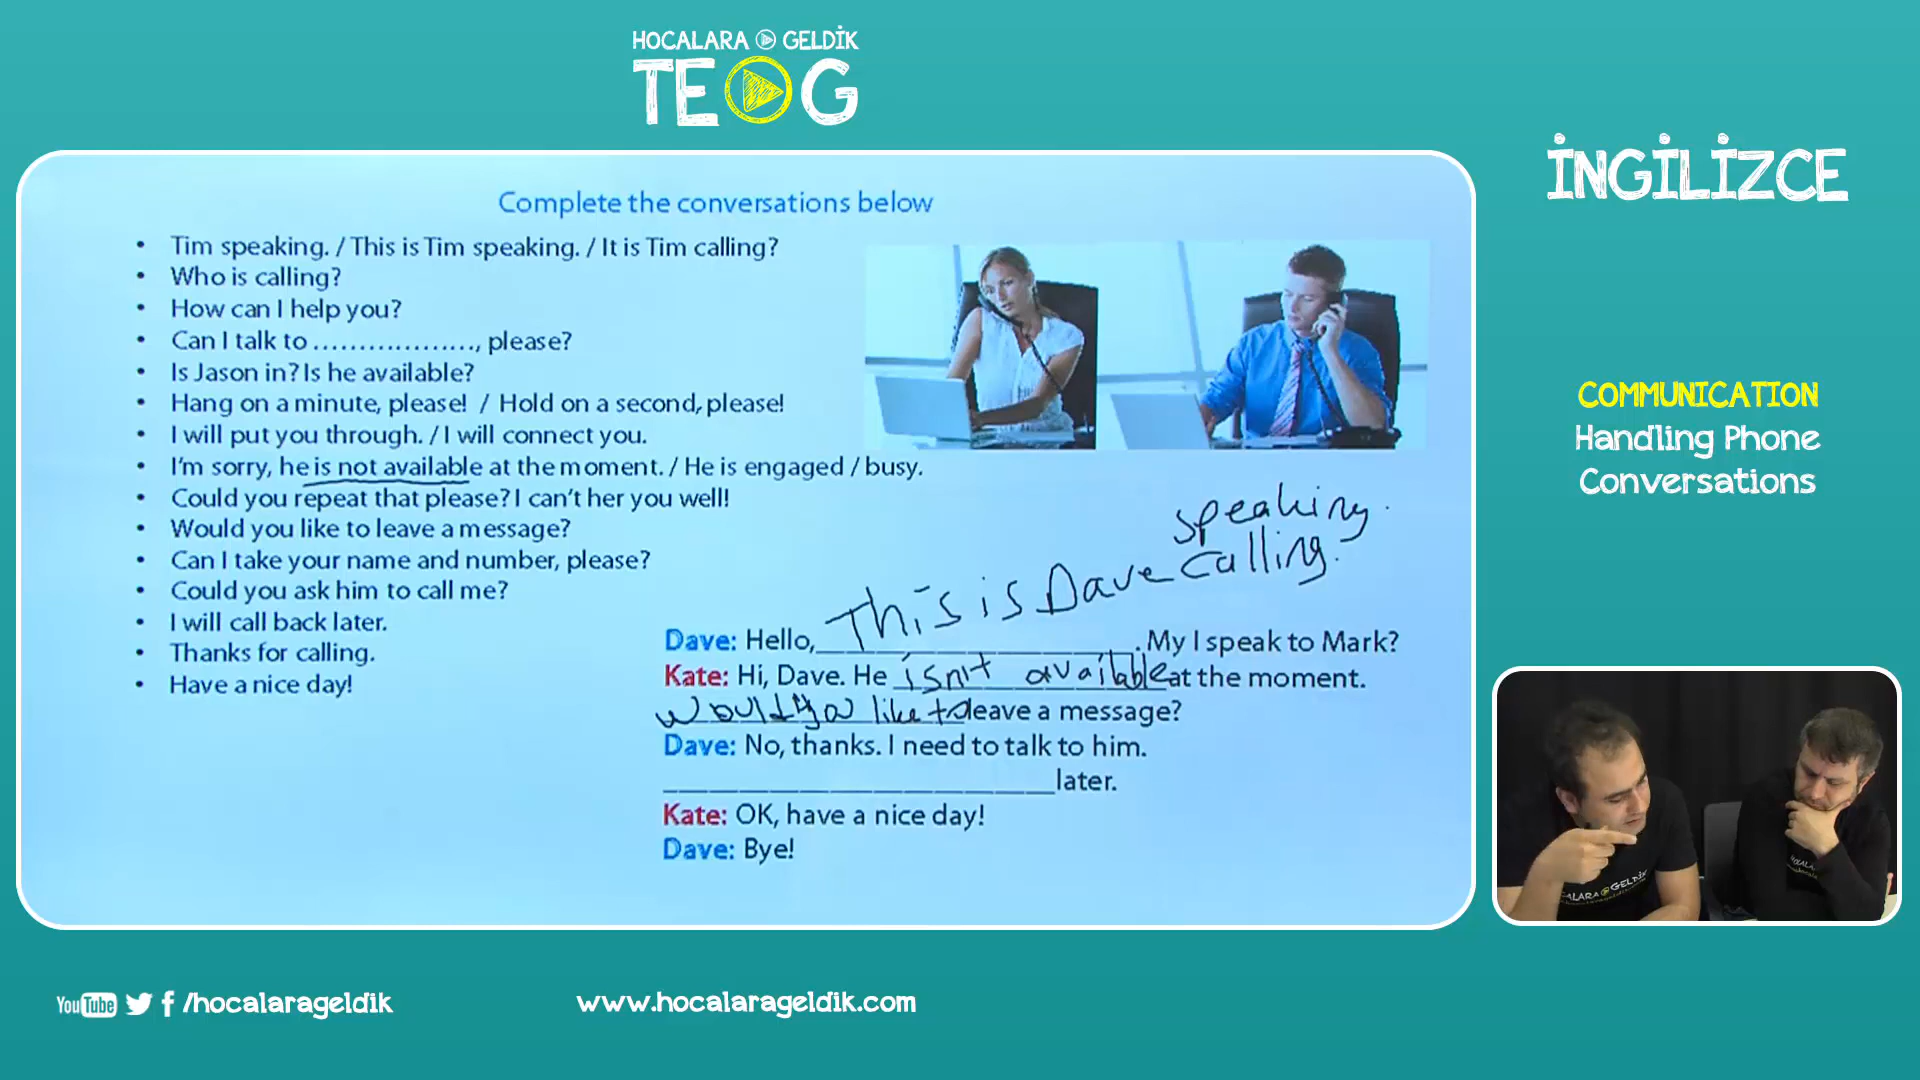 HOCALARA GELDİK
TEOG
İNGİLİZCE
Complete the conversations below
• Tim speaking. / This is Tim speaking. / It is Tim calling?
• Who is calling?
• How can I help you?
• Can I talk to ………………, please?
• Is Jason in? Is he available?
• Hang on a minute, please! / Hold on a second, please!
• I will put you through. / I will connect you.
• I'm sorry, he is not available at the moment. / He is engaged / busy.
• Could you repeat that please? I can't her you well!
• Would you like to leave a message?
• Can I take your name and number, please?
• Could you ask him to call me?
• I will call back later.
• Thanks for calling.
• Have a nice day!
COMMUNICATION
Handling Phone
Conversations
speaking.
This is Dave calling.
Dave: Hello,____________________. My I speak to Mark?
Kate: Hi, Dave. He isn't available at the moment.
would you like to leave a message?
Dave: No, thanks. I need to talk to him.
__________________________later.
Kate: OK, have a nice day!
Dave: Bye!
ALARA GELDİK
YouTube /hocalarageldik
www.hocalarageldik.com